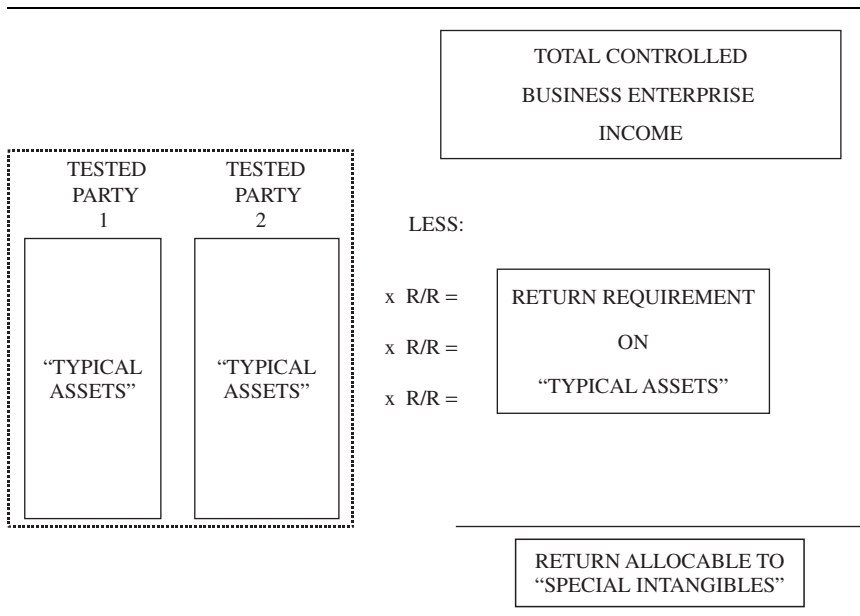 TOTAL CONTROLLED
BUSINESS ENTERPRISE
INCOME
TESTED
PARTY
1
TESTED
PARTY
2
LESS:
“TYPICAL
ASSETS”
“TYPICAL
ASSETS”
x R/R =
x R/R =
x R/R =
RETURN REQUIREMENT
ON
“TYPICAL ASSETS”
RETURN ALLOCABLE TO
“SPECIAL INTANGIBLES”